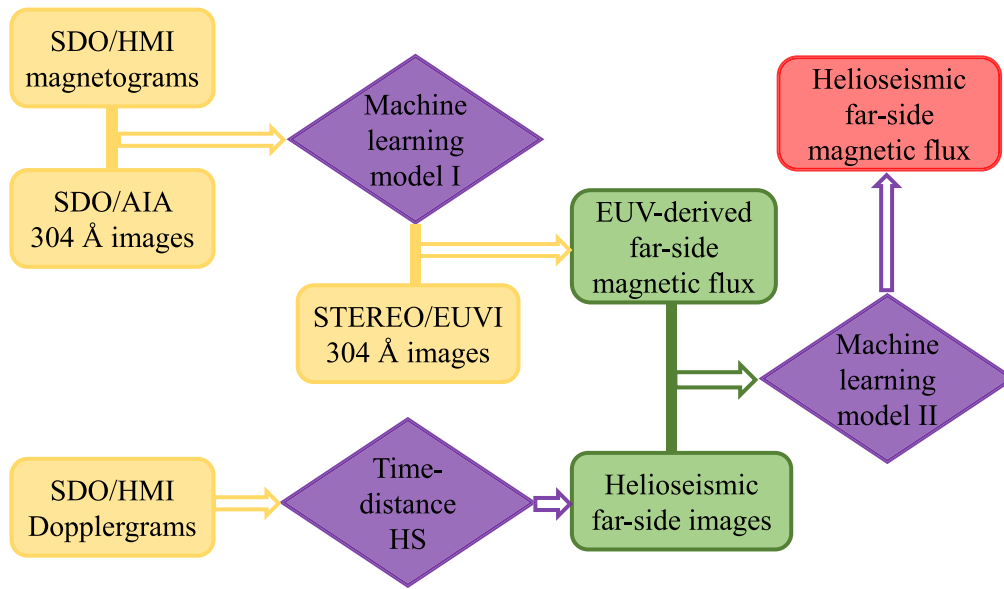 SDO/HMI
magnetograms
SDO/AIA
304 Å images
Machine
learning
model I
STEREO/EUVI
304 Å images
EUV-derived
far-side
magnetic flux
Helioseismic
far-side
magnetic flux
Machine
learning
model II
SDO/HMI
Dopplergrams
Time-
distance
HS
Helioseismic
far-side images